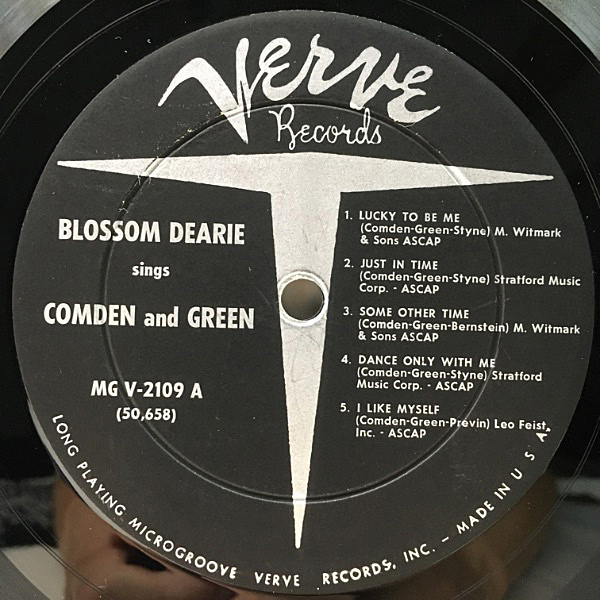 Verve
Records
BLOSSOM DEARIE
sings
COMDEN and GREEN
MG V-2109 A
(50,658)
1. LUCKY TO BE ME
(Comden-Green-Styne) M. Witmark
& Sons ASCAP
2. JUST IN TIME
(Comden-Green-Styne) Stratford Music
Corp. - ASCAP
3. SOME OTHER TIME
(Comden-Green-Bernstein) M. Witmark
& Sons ASCAP
4. DANCE ONLY WITH ME
(Comden-Green-Styne) Stratford
Music Corp. - ASCAP
5. I LIKE MYSELF
(Comden-Green-Previn) Leo Feist,
Inc. - ASCAP
LONG PLAYING MICROGROOVE VERVE RECORDS, INC. – MADE IN U S A.